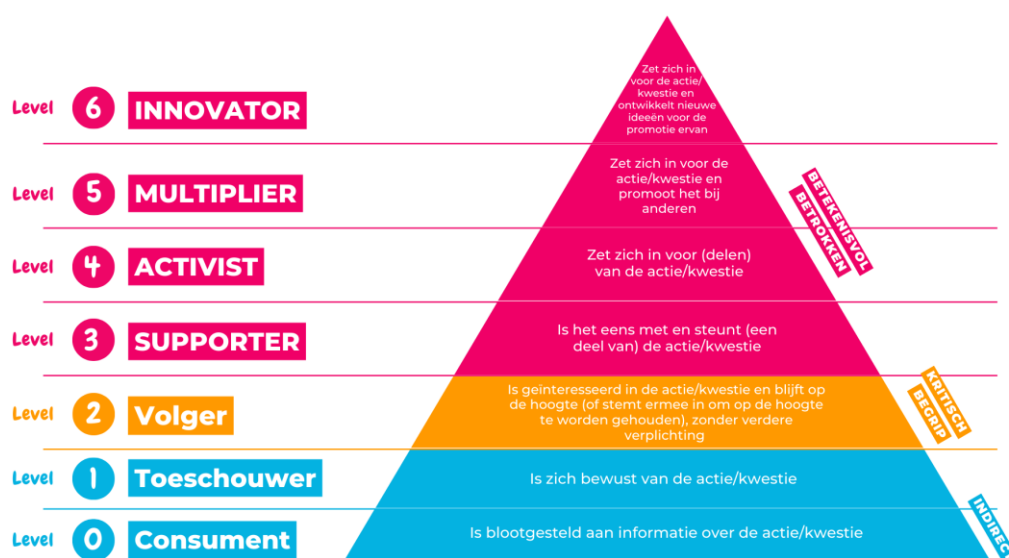 Level 6 INNOVATOR
Zet zich in
voor de actie/
kwestie en
ontwikkelt nieuwe
ideeën voor de
promotie ervan
Level 5 MULTIPLIER
Zet zich in voor de
actie/kwestie en
promoot het bij
anderen
BETEKENISVOL
BETROKKEN
Level 4 ACTIVIST
Zet zich in voor (delen)
van de actie/kwestie
Level 3 SUPPORTER
Is het eens met en steunt (een
deel van) de actie/kwestie
Level 2 Volger
Is geïnteresseerd in de actie/kwestie en blijft op
de hoogte (of stemt ermee in om op de hoogte
te worden gehouden), zonder verdere
verplichting
KRITISCH
BEGRIP
Level 1 Toeschouwer
Is zich bewust van de actie/kwestie
Level 0 Consument
Is blootgesteld aan informatie over de actie/kwestie
INDIREC